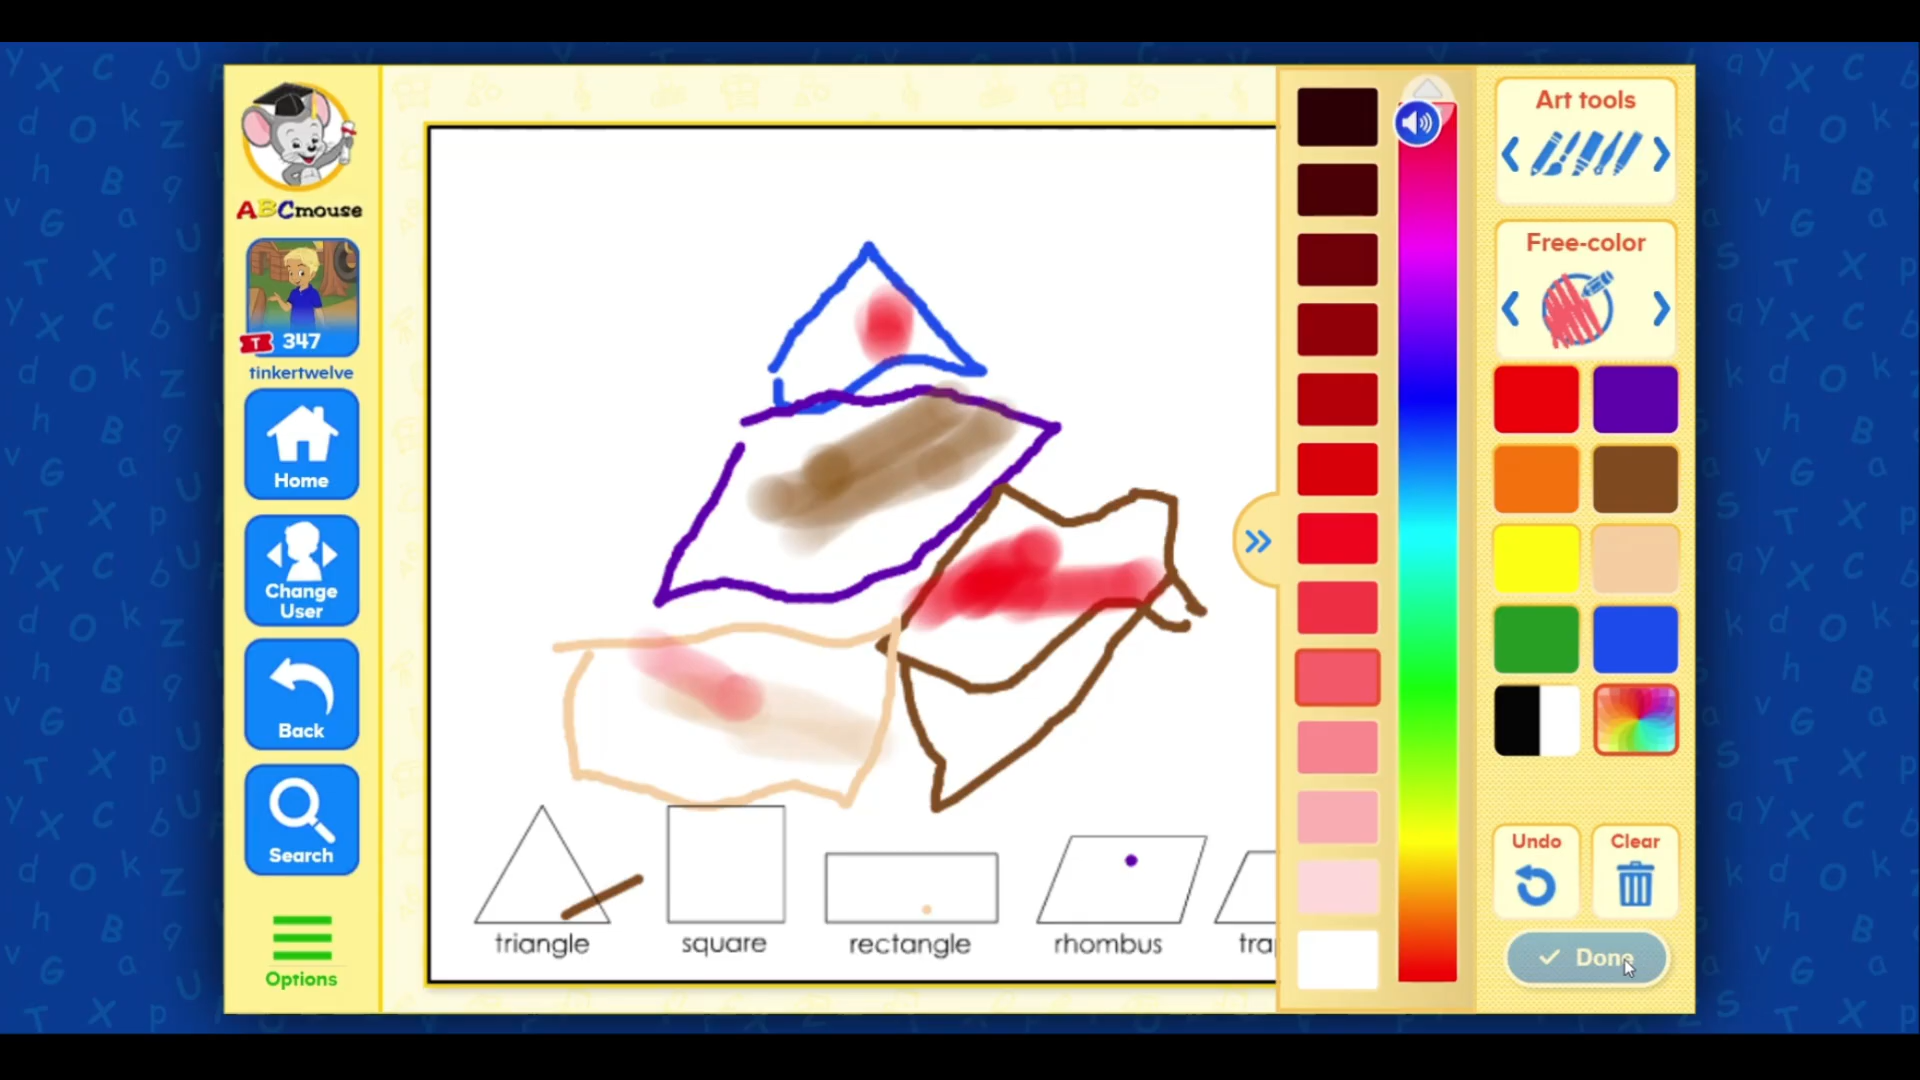 ABCmouse
T 347
tinkertwelve
Home
Change
User
Back
Search
Options
triangle
square
rectangle
rhombus
Art tools
Free-color
Undo
Clear
Done